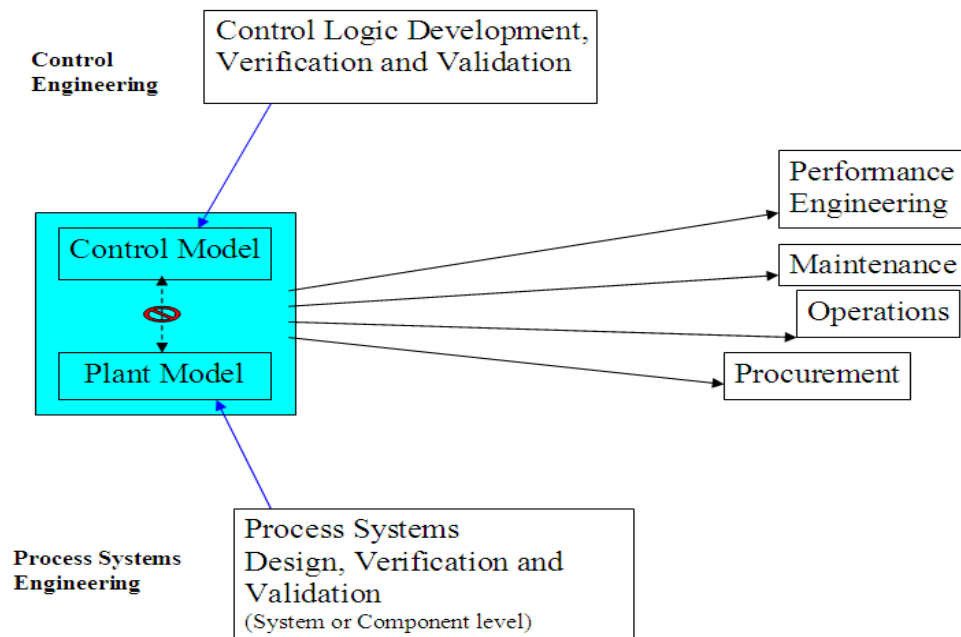 Control Logic Development,
Verification and Validation
Control
Engineering
Performance
Engineering
Control Model
Maintenance
Operations
Plant Model
Procurement
Process Systems
Design, Verification and
Validation
(System or Component level)
Process Systems
Engineering